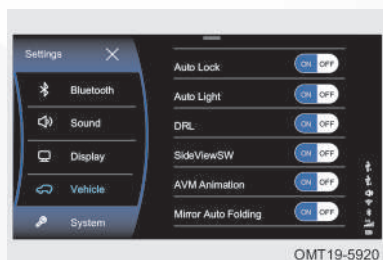 Settings
Bluetooth
Sound
Display
Vehicle
System
Auto Lock ON OFF
Auto Light ON OFF
DRL ON OFF
SideViewSW ON OFF
AVM Animation ON OFF
Mirror Auto Folding ON OFF
OMT19-5920